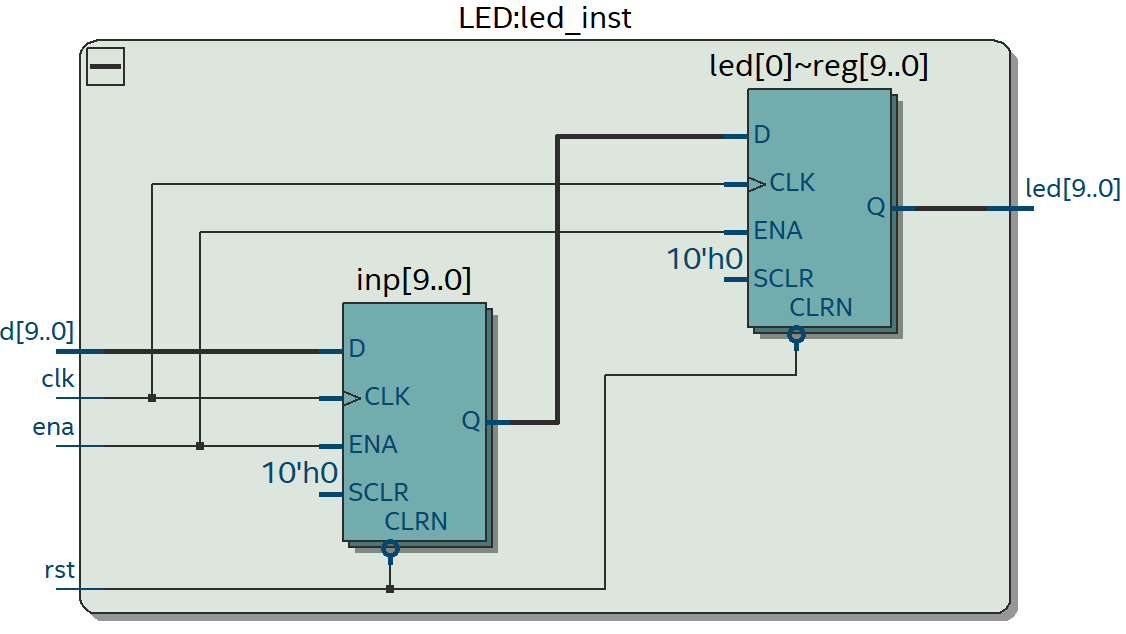 LED:led_inst
led[0]~reg[9..0]
D
CLK
ENA
10'h0
SCLR
CLRN
Q
led[9..0]
inp[9..0]
d[9..0]
D
clk
CLK
Q
ena
ENA
10'h0
SCLR
CLRN
rst